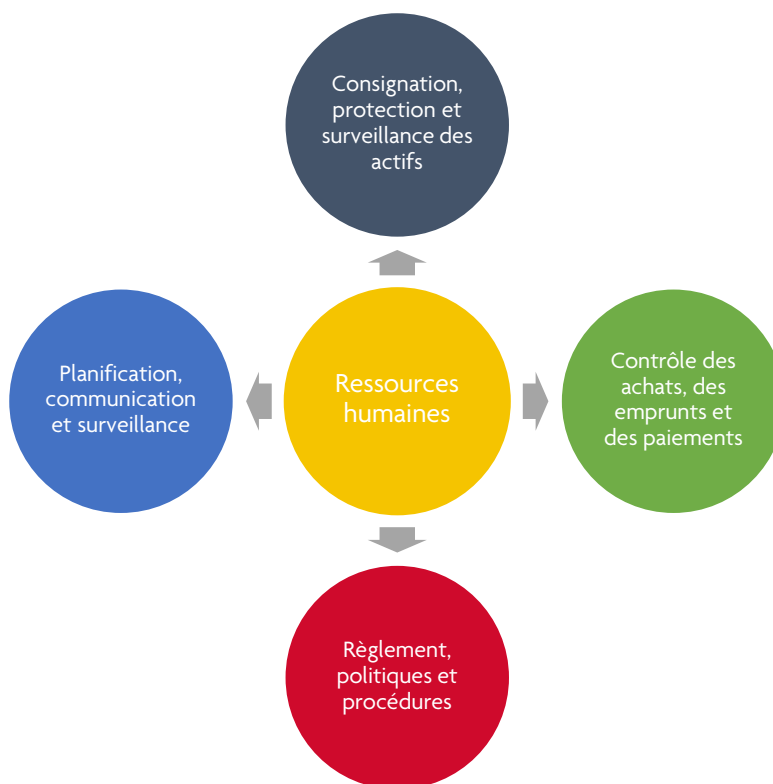 Consignation,
protection et
surveillance des
actifs
Planification,
communication
et surveillance
Ressources
humaines
Contrôle des
achats, des
emprunts et
des paiements
Règlement,
politiques et
procédures